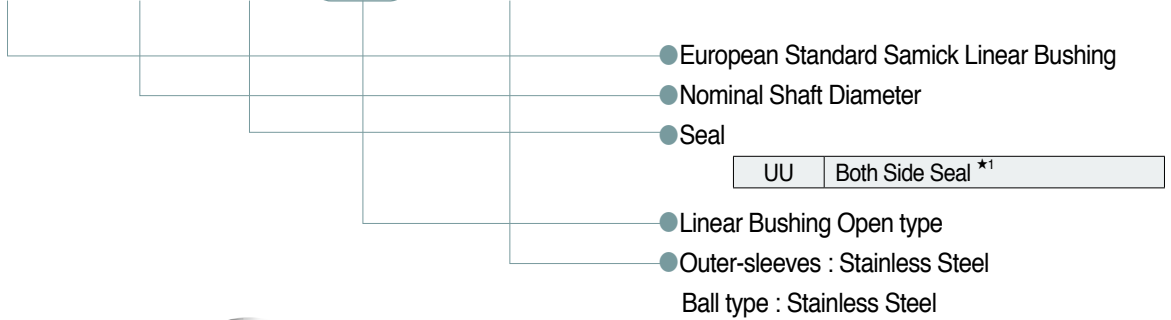 European Standard Samick Linear Bushing
Nominal Shaft Diameter
Seal
UU Both Side Seal ★1
Linear Bushing Open type
Outer-sleeves : Stainless Steel
Ball type : Stainless Steel